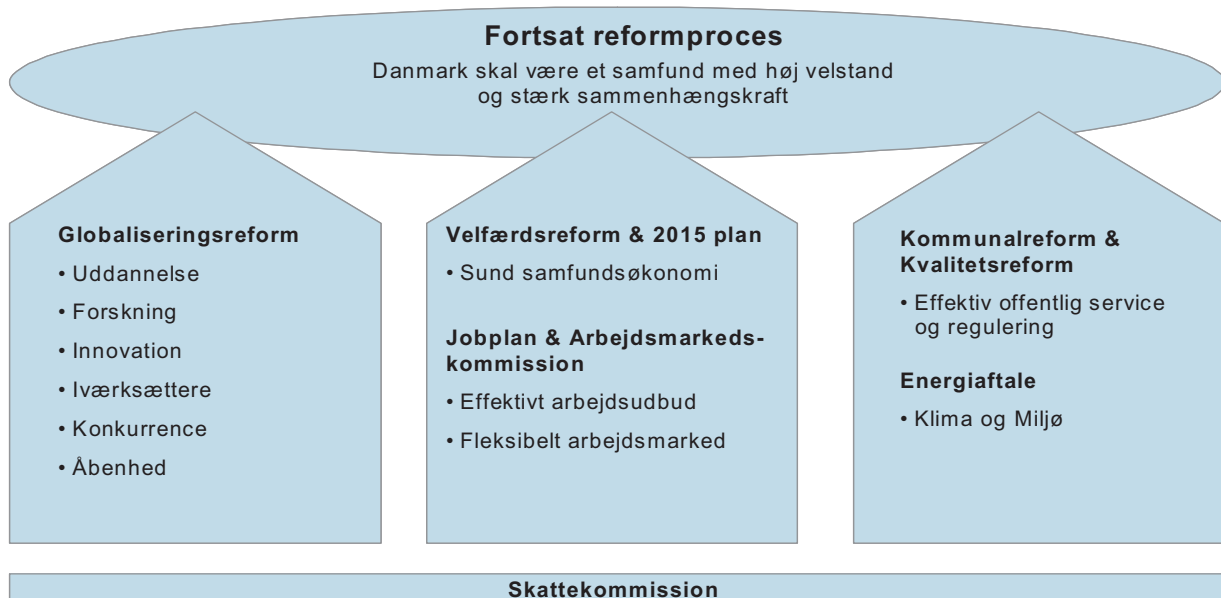 Fortsat reformproces
Danmark skal være et samfund med høj velstand
og stærk sammenhængskraft
Globaliseringsreform
• Uddannelse
• Forskning
• Innovation
• Iværksættere
• Konkurrence
• Åbenhed
Velfærdsreform & 2015 plan
• Sund samfundsøkonomi
Jobplan & Arbejdsmarkeds-
kommission
• Effektivt arbejdsudbud
• Fleksibelt arbejdsmarked
Kommunalreform &
Kvalitetsreform
• Effektiv offentlig service
og regulering
Energiaftale
• Klima og Miljø
Skattekommission